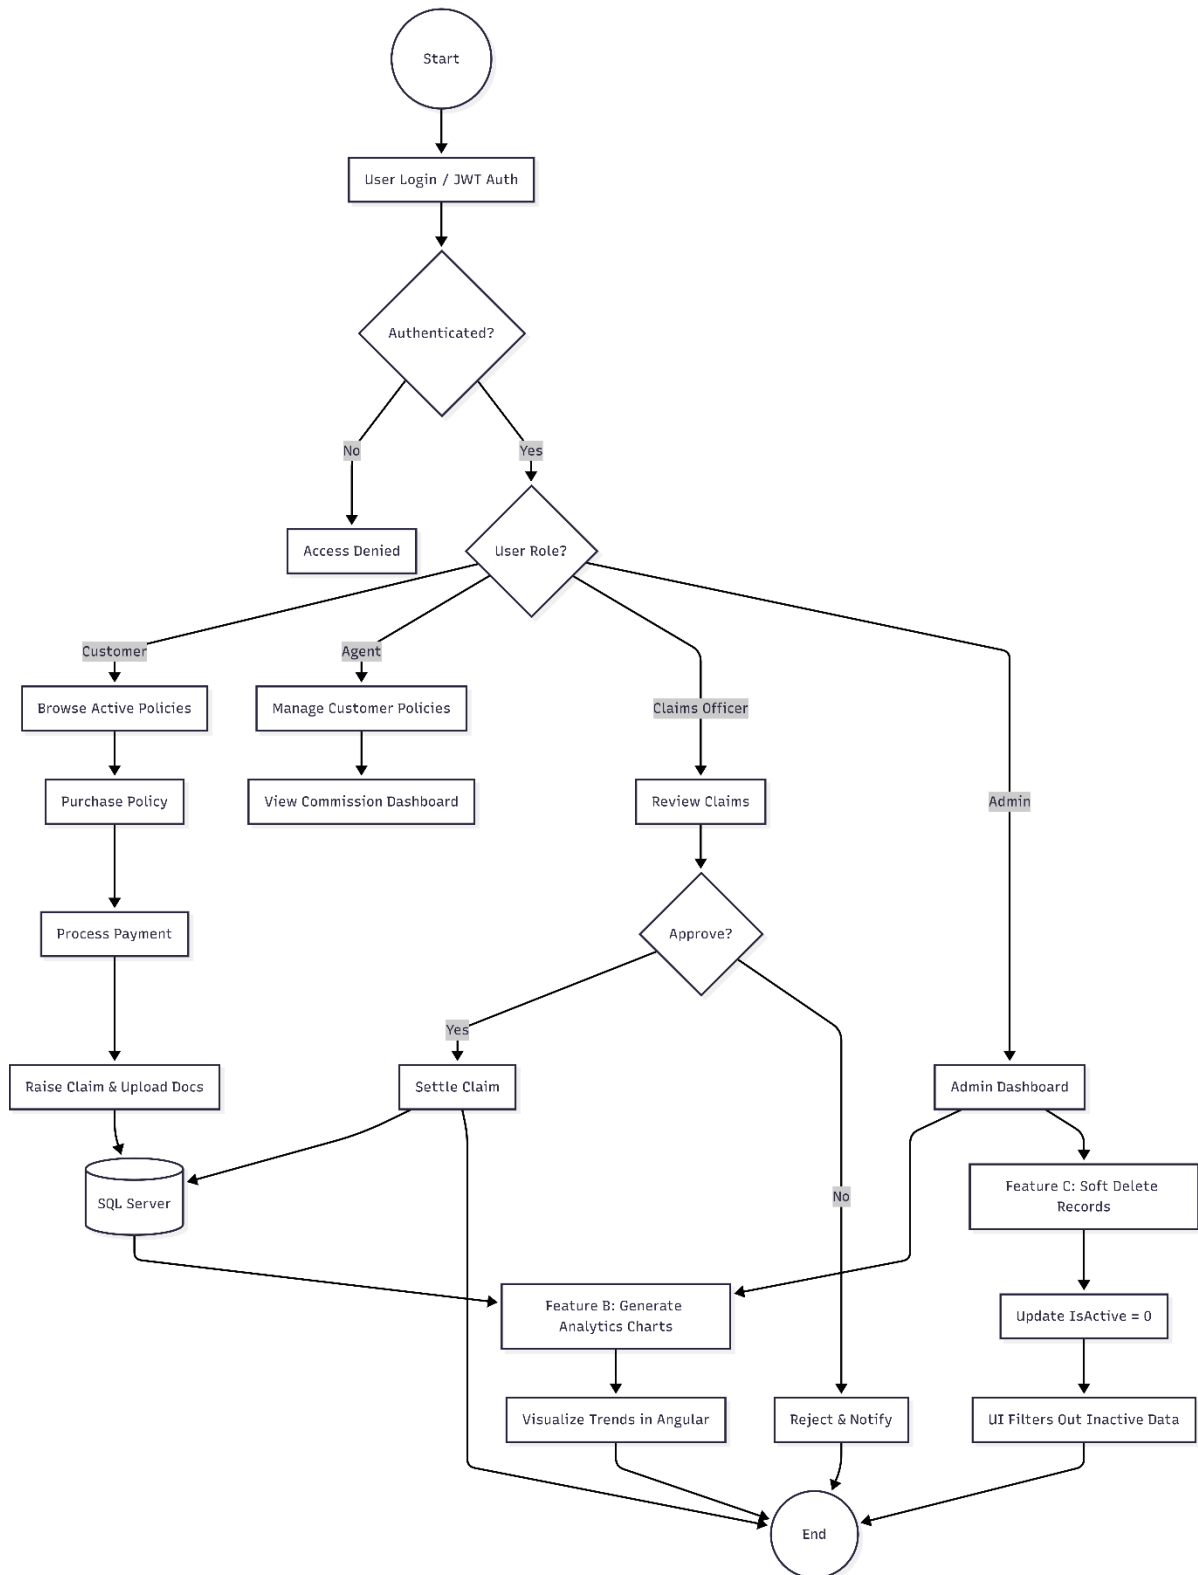 Start
User Login / JWT Auth
Authenticated?
No
Yes
Access Denied
User Role?
Customer
Agent
Browse Active Policies
Manage Customer Policies
Claims Officer
Purchase Policy
View Commission Dashboard
Review Claims
Admin
Process Payment
Approve?
Yes
Raise Claim & Upload Docs
Settle Claim
Admin Dashboard
SQL Server
No
Feature C: Soft Delete
Records
Feature B: Generate
Analytics Charts
Update IsActive = 0
Visualize Trends in Angular
Reject & Notify
UI Filters Out Inactive Data
End